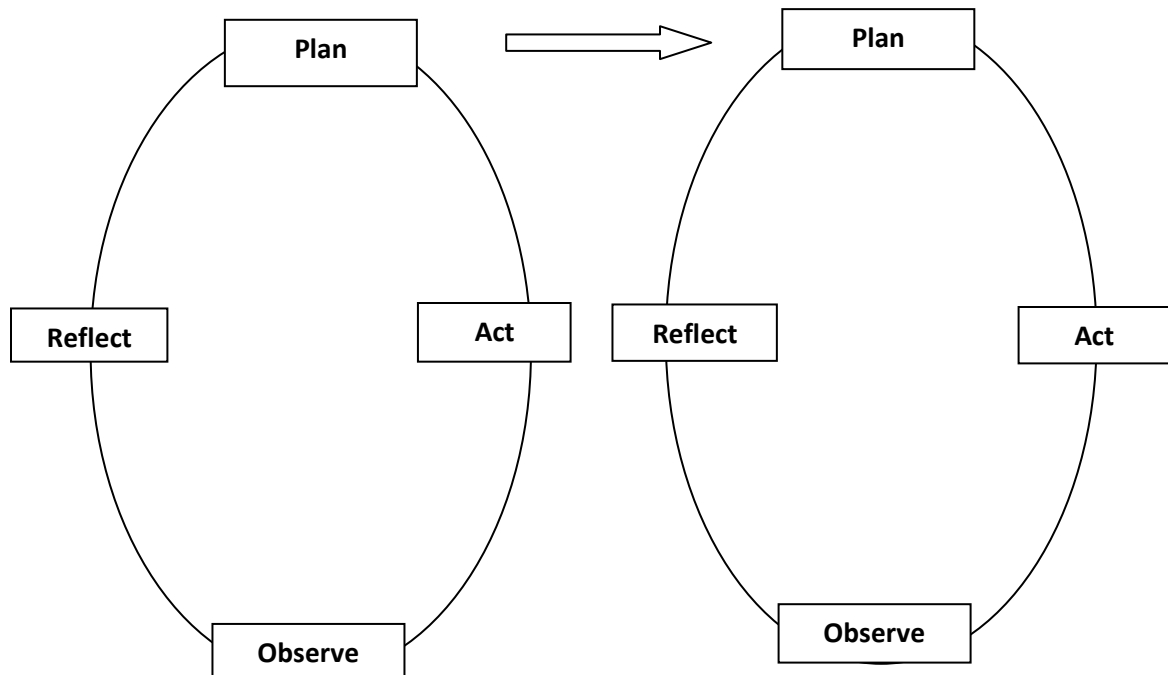 Plan
Plan
Reflect
Act
Reflect
Act
Observe
Observe